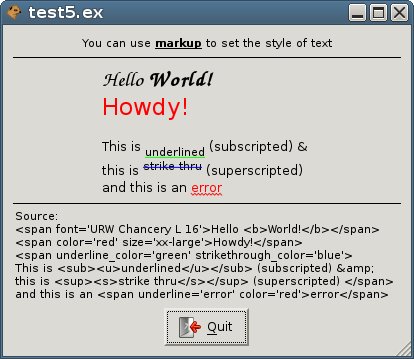 test5.ex
You can use markup to set the style of text
Hello World!
Howdy!
This is underlined (subscripted) &
this is strike thru (superscripted)
and this is an error
Source:
<span font='URW Chancery L 16'>Hello <b>World!</b></span>
<span color='red' size='xx-large'>Howdy!</span>
<span underline_color='green' strikethrough_color='blue'>
This is <sub><u>underlined</u></sub> (subscripted) &amp;
this is <sup><s>strike thru</s></sup> (superscripted) </span>
and this is an <span underline='error' color='red'>error</span>
Quit